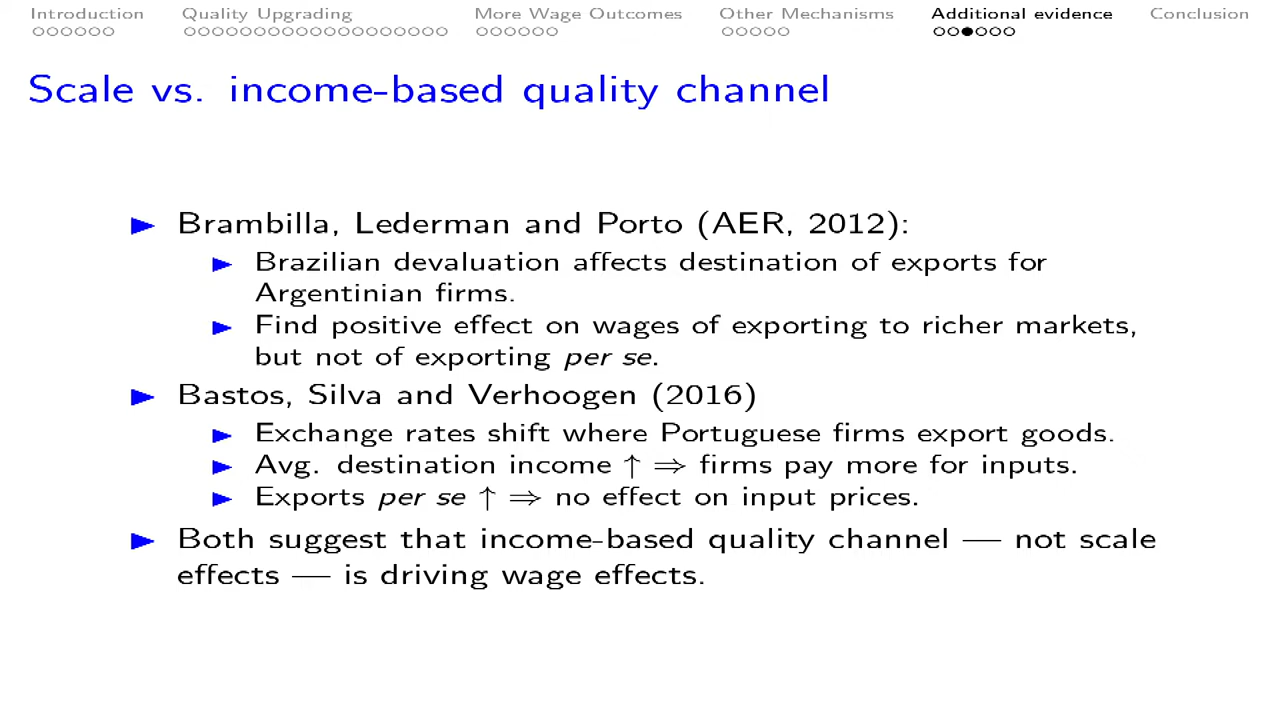 Introduction Quality Upgrading More Wage Outcomes Other Mechanisms Additional evidence Conclusion
Scale vs. income-based quality channel
Brambilla, Lederman and Porto (AER, 2012):
Brazilian devaluation affects destination of exports for
Argentinian firms.
Find positive effect on wages of exporting to richer markets,
but not of exporting per se.
Bastos, Silva and Verhoogen (2016)
Exchange rates shift where Portuguese firms export goods.
Avg. destination income ↑ ⇒ firms pay more for inputs.
Exports per se ↑ ⇒ no effect on input prices.
Both suggest that income-based quality channel — not scale
effects — is driving wage effects.